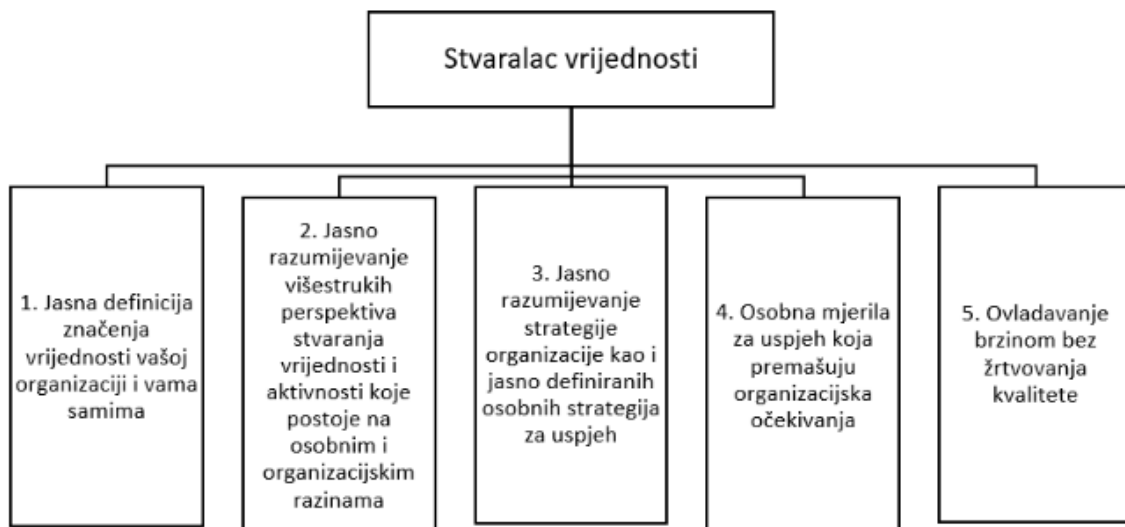 Stvaralac vrijednosti
1. Jasna definicija
značenja
vrijednosti vašoj
organizaciji i vama
samima
2. Jasno
razumijevanje
višestrukih
perspektiva
stvaranja
vrijednosti i
aktivnosti koje
postoje na
osobnim i
organizacijskim
razinama
3. Jasno
razumijevanje
strategije
organizacije kao i
jasno definiranih
osobnih strategija
za uspjeh
4. Osobna mjerila
za uspjeh koja
premašuju
organizacijska
očekivanja
5. Ovladavanje
brzinom bez
žrtvovanja
kvalitete